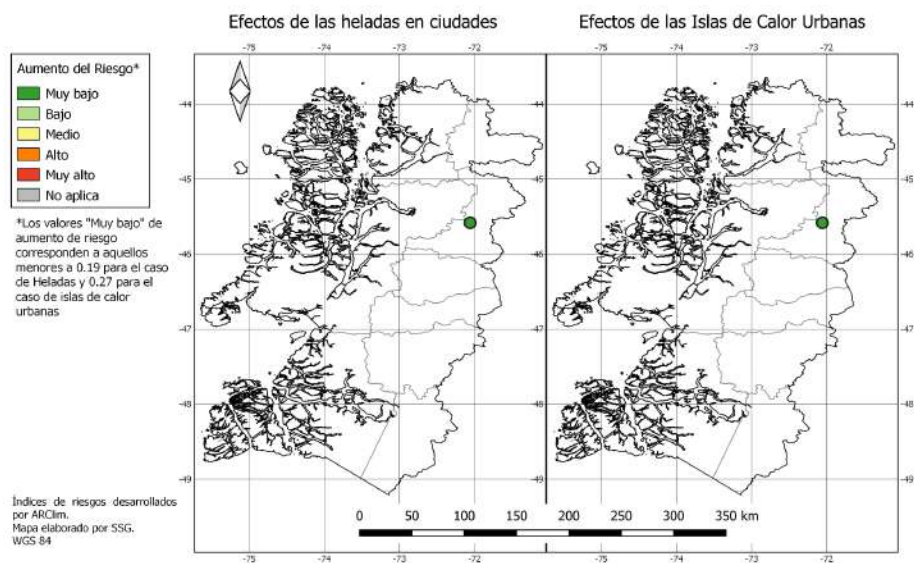 Efectos de las heladas en ciudades
Efectos de las Islas de Calor Urbanas
-75 -74 -73 -72
-75 -74 -73 -72
Aumento del Riesgo*
Muy bajo
Bajo
Medio
Alto
Muy alto
No aplica
*Los valores "Muy bajo" de
aumento de riesgo
corresponden a aquellos
menores a 0.19 para el caso
de Heladas y 0.27 para el
caso de islas de calor
urbanas
-44
-45
-46
-47
-48
-49
-44
-45
-46
-47
-48
-49
Índices de riesgos desarrollados
por ARClim.
Mapa elaborado por SSG.
WGS 84
0 50 100 150 200 250 300 350 km
-75 -74 -73 -72
-75 -74 -73 -72